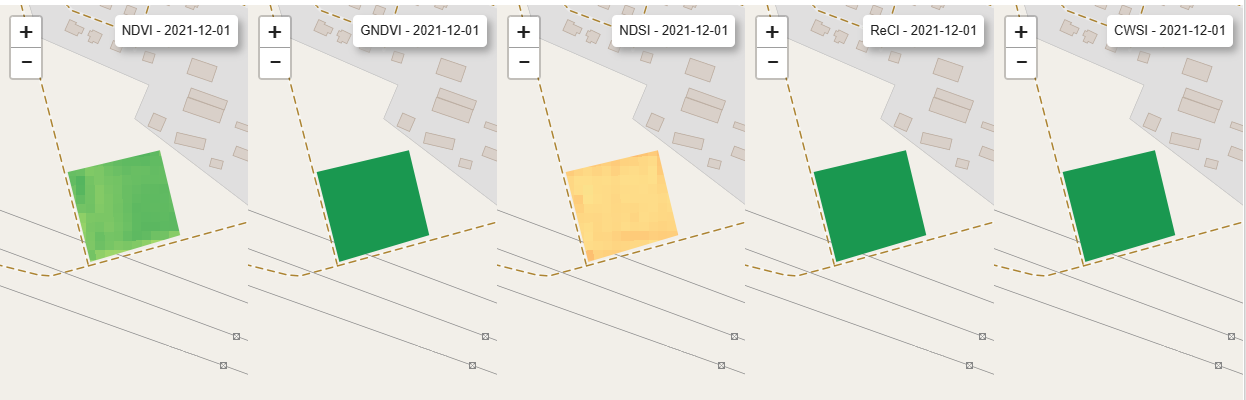 +
−
NDVI - 2021-12-01
+
−
GNDVI - 2021-12-01
+
−
NDSI - 2021-12-01
+
−
ReCI - 2021-12-01
+
−
CWSI - 2021-12-01